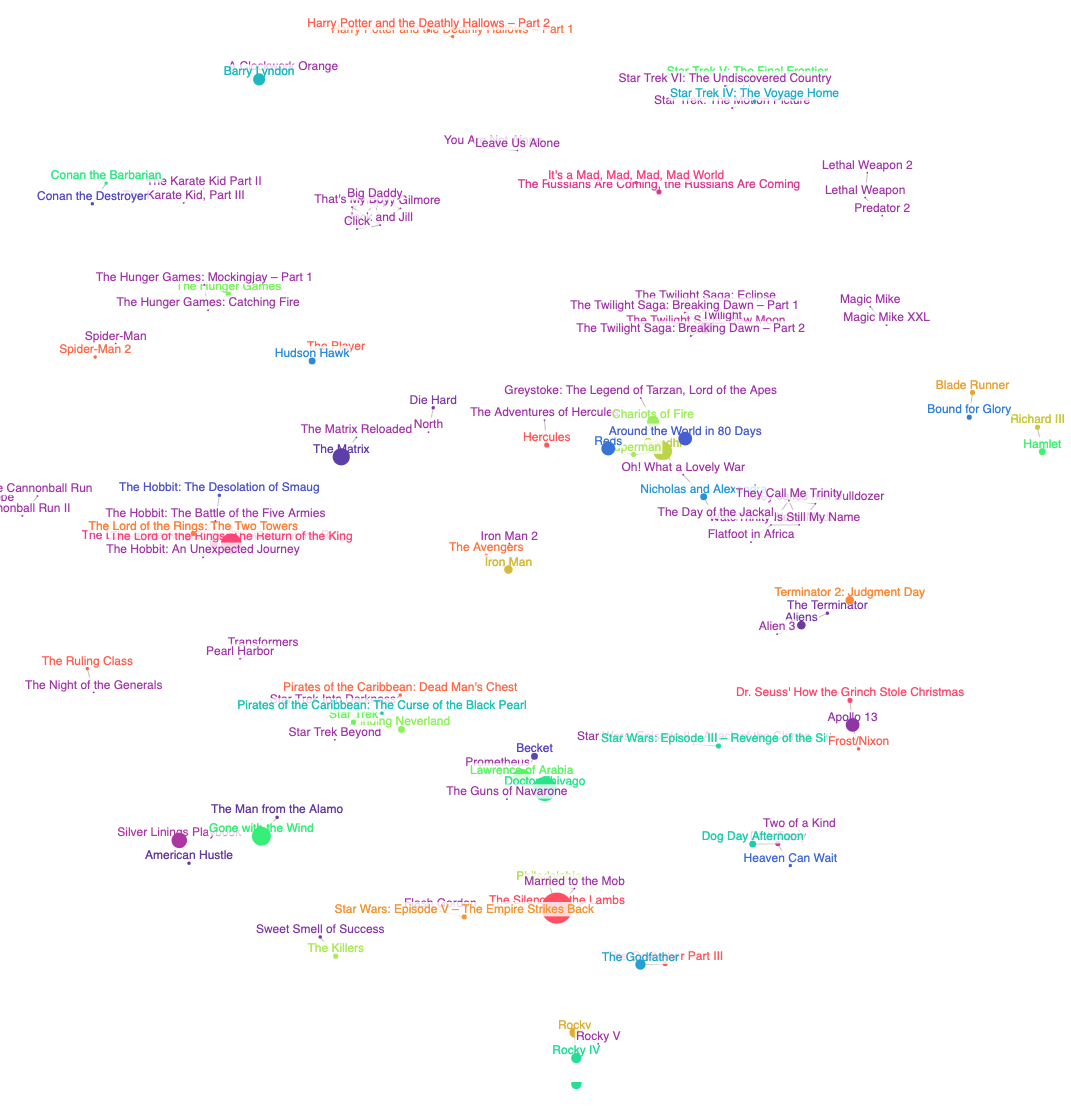 Harry Potter and the Deathly Hallows – Part 2
Harry Potter and the Deathly Hallows – Part 1
A Clockwork Orange
Barry Lyndon
Star Trek V: The Final Frontier
Star Trek VI: The Undiscovered Country
Star Trek IV: The Voyage Home
Star Trek: The Motion Picture
You Are Not Alone
Leave Us Alone
Lethal Weapon 2
Conan the Barbarian
The Karate Kid Part II
It's a Mad, Mad, Mad, Mad World
The Russians Are Coming, the Russians Are Coming
Lethal Weapon
Conan the Destroyer
Karate Kid, Part III
Big Daddy
That's My Boy
Gilmore
Predator 2
Click
and Jill
The Hunger Games: Mockingjay – Part 1
The Hunger Games
The Hunger Games: Catching Fire
The Twilight Saga: Eclipse
The Twilight Saga: Breaking Dawn – Part 1
Twilight
The Twilight Saga: Breaking Dawn – Part 2
Magic Mike
Magic Mike XXL
Spider-Man
Spider-Man 2
The Player
Hudson Hawk
Greystoke: The Legend of Tarzan, Lord of the Apes
Blade Runner
Die Hard
The Adventures of
Chariots of Fire
Bound for Glory
Richard III
North
The Matrix Reloaded
Hercules
Around the World in 80 Days
Reds
Hamlet
The Matrix
Oh! What a Lovely War
The Hobbit: The Desolation of Smaug
Nicholas and
They Call Me Trinity
Cannonball Run
Run II
The Hobbit: The Battle of the Five Armies
The Day of the Jackal
Trinity Is Still My Name
The Lord of the Rings: The Two Towers
The Lord of the Rings: The Return of the King
The Hobbit: An Unexpected Journey
Flatfoot in Africa
Iron Man 2
The Avengers
Iron Man
Terminator 2: Judgment Day
The Terminator
Aliens
Alien 3
Transformers
Pearl Harbor
The Ruling Class
The Night of the Generals
Pirates of the Caribbean: Dead Man's Chest
Star Trek Into Darkness
Pirates of the Caribbean: The Curse of the Black Pearl
Star Trek
Neverland
Star Trek Beyond
Dr. Seuss' How the Grinch Stole Christmas
Apollo 13
Star Wars: Episode III – Revenge of the
Frost/Nixon
Becket
Prometheus
Lawrence of Arabia
Doctor Zhivago
The Guns of Navarone
The Man from the Alamo
Gone with the Wind
Silver Linings
American Hustle
Two of a Kind
Dog Day Afternoon
Heaven Can Wait
Philadelphia
Married to the Mob
The Silence of the Lambs
Flash Gordon
Star Wars: Episode V – The Empire Strikes Back
Sweet Smell of Success
The Killers
The Godfather
Part III
Rocky
Rocky V
Rocky IV